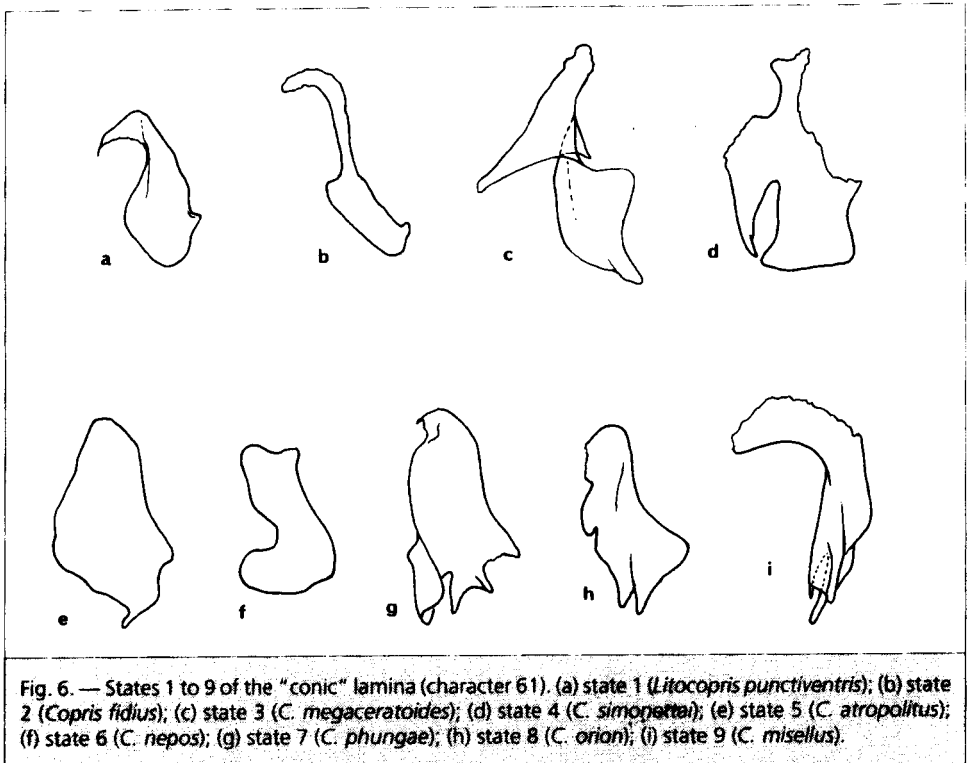 a
b
c
d
e
f
g
h
i
Fig. 6. — States 1 to 9 of the "conic" lamina (character 61). (a) state 1 (Litocopris punctiventris); (b) state
2 (Copris fidius); (c) state 3 (C. megaceratoides); (d) state 4 (C. simonettai); (e) state 5 (C. atropolitus);
(f) state 6 (C. nepos); (g) state 7 (C. phungae); (h) state 8 (C. orion); (i) state 9 (C. misellus).